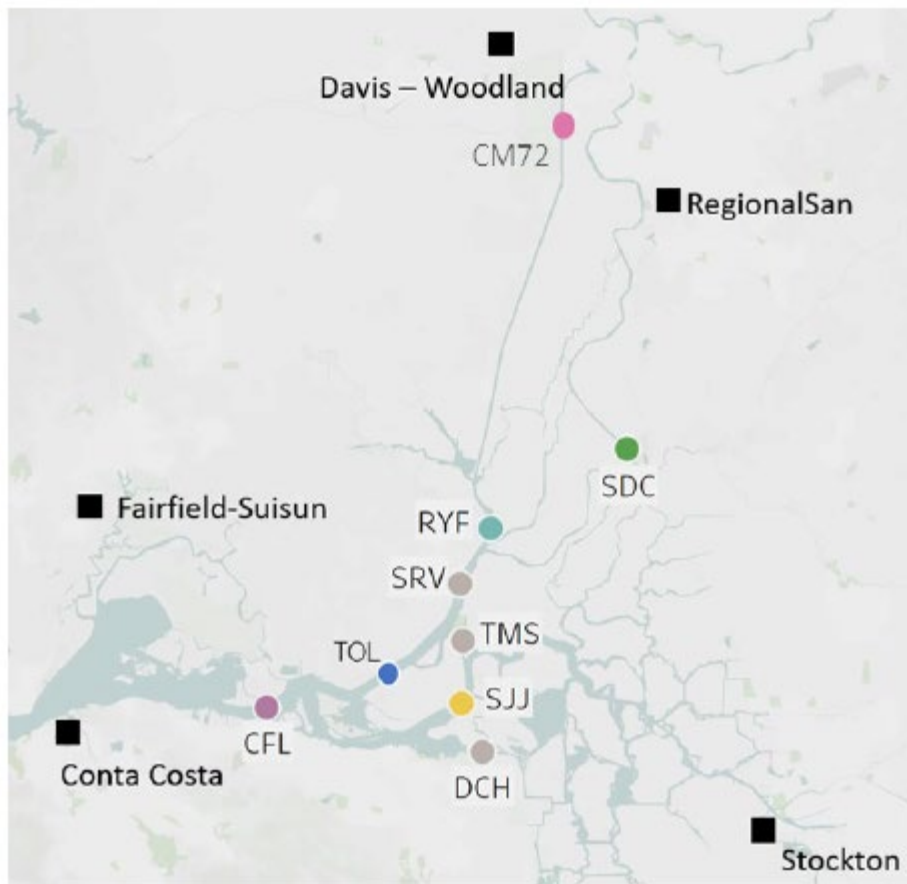 Davis – Woodland
CM72
RegionalSan
SDC
Fairfield-Suisun
RYF
SRV
TMS
TOL
SJJ
CFL
Conta Costa
DCH
Stockton